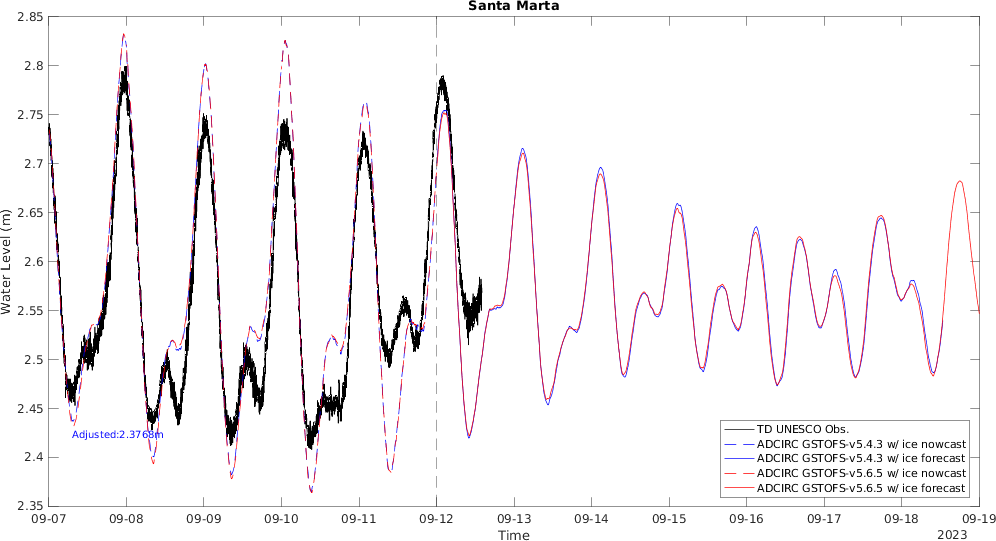 Santa Marta
Water Level (m)
2.85
2.8
2.75
2.7
2.65
2.6
2.55
2.5
2.45
2.4
2.35
Adjusted:2.3768m
TD UNESCO Obs.
ADCIRC GSTOFS-v5.4.3 w/ ice nowcast
ADCIRC GSTOFS-v5.4.3 w/ ice forecast
ADCIRC GSTOFS-v5.6.5 w/ ice nowcast
ADCIRC GSTOFS-v5.6.5 w/ ice forecast
09-07 09-08 09-09 09-10 09-11 09-12 09-13 09-14 09-15 09-16 09-17 09-18 09-19
Time
2023